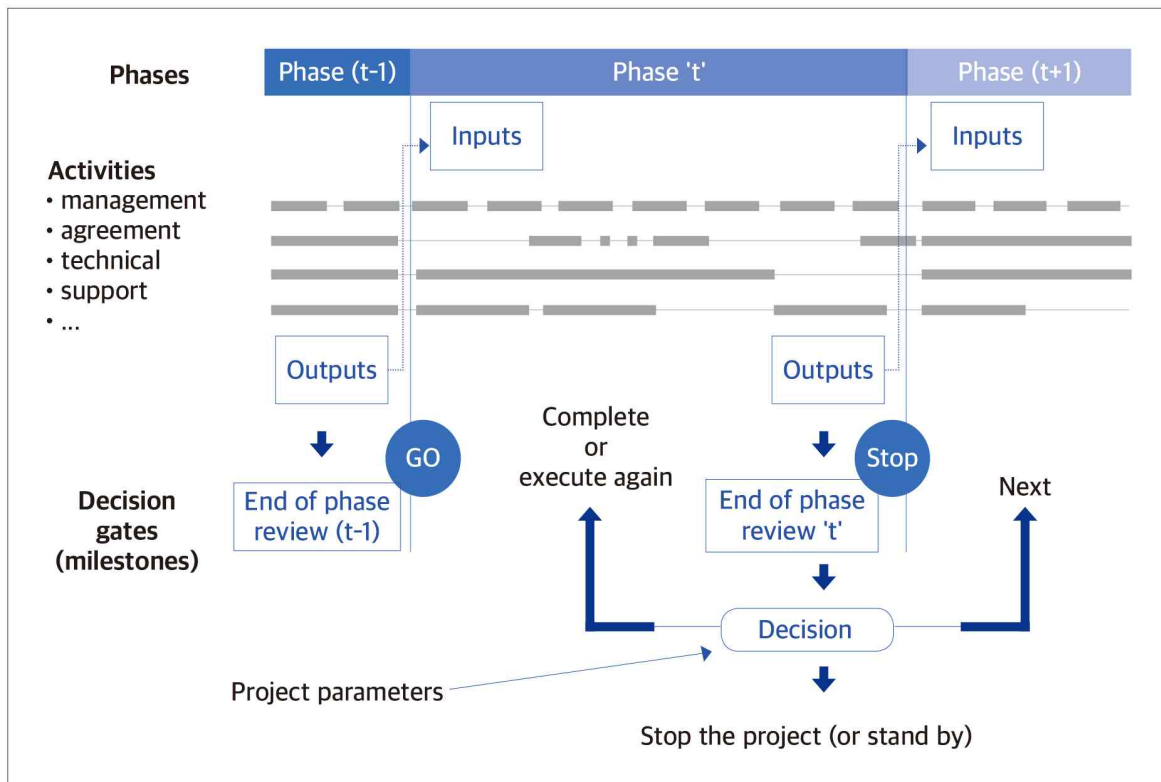 Phases
Phase (t-1)
Phase 't'
Phase (t+1)
Inputs
Inputs
Activities
• management
• agreement
• technical
• support
• ...
Outputs
Outputs
Complete
or
execute again
GO
Stop
Next
Decision
gates
(milestones)
End of phase
review (t-1)
End of phase
review 't'
Decision
Project parameters
Stop the project (or stand by)